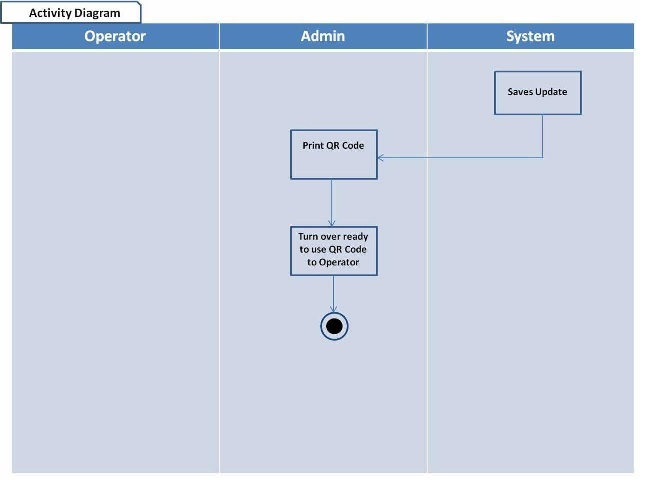 Activity Diagram
Operator
Admin
System
Saves Update
Print QR Code
Turn over ready
to use QR Code
to Operator